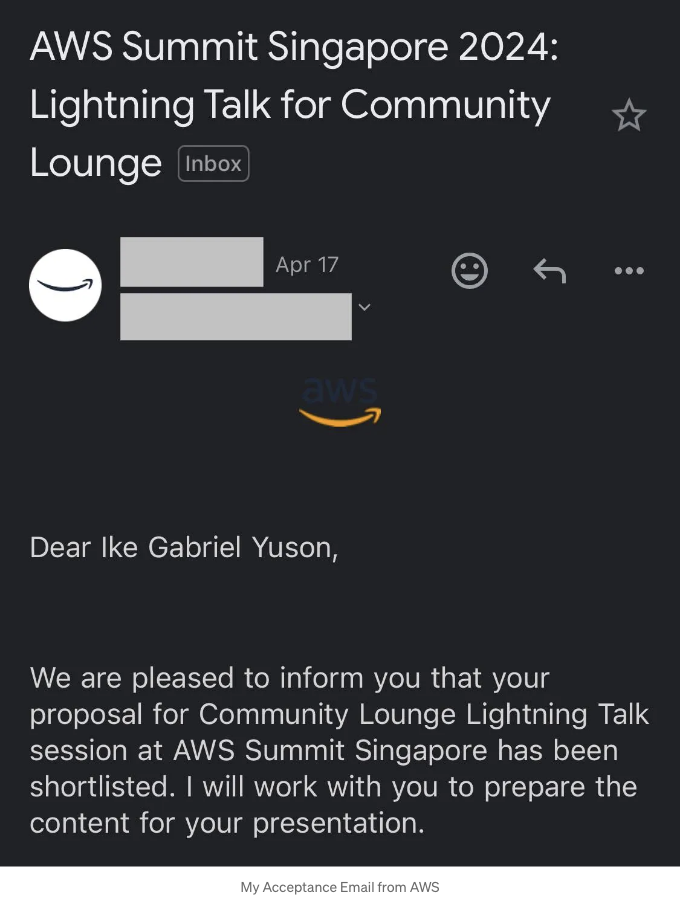 AWS Summit Singapore 2024:
Lightning Talk for Community
Lounge Inbox
Apr 17
aws
Dear Ike Gabriel Yuson,
We are pleased to inform you that your
proposal for Community Lounge Lightning Talk
session at AWS Summit Singapore has been
shortlisted. I will work with you to prepare the
content for your presentation.
My Acceptance Email from AWS